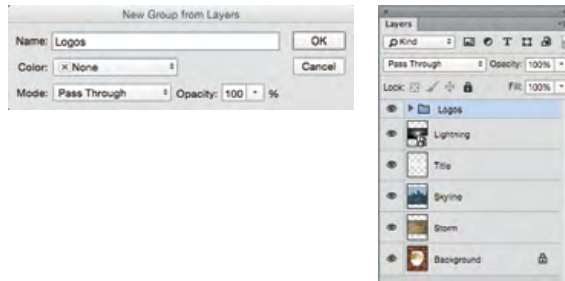 New Group from Layers
Name: Logos
OK
Color: × None
Cancel
Mode: Pass Through
Opacity: 100 %
Layers
Kind
T
Pass Through
Opacity: 100%
Lock:
Fill: 100%
Logos
Lightning
Title
Skyline
Storm
Background